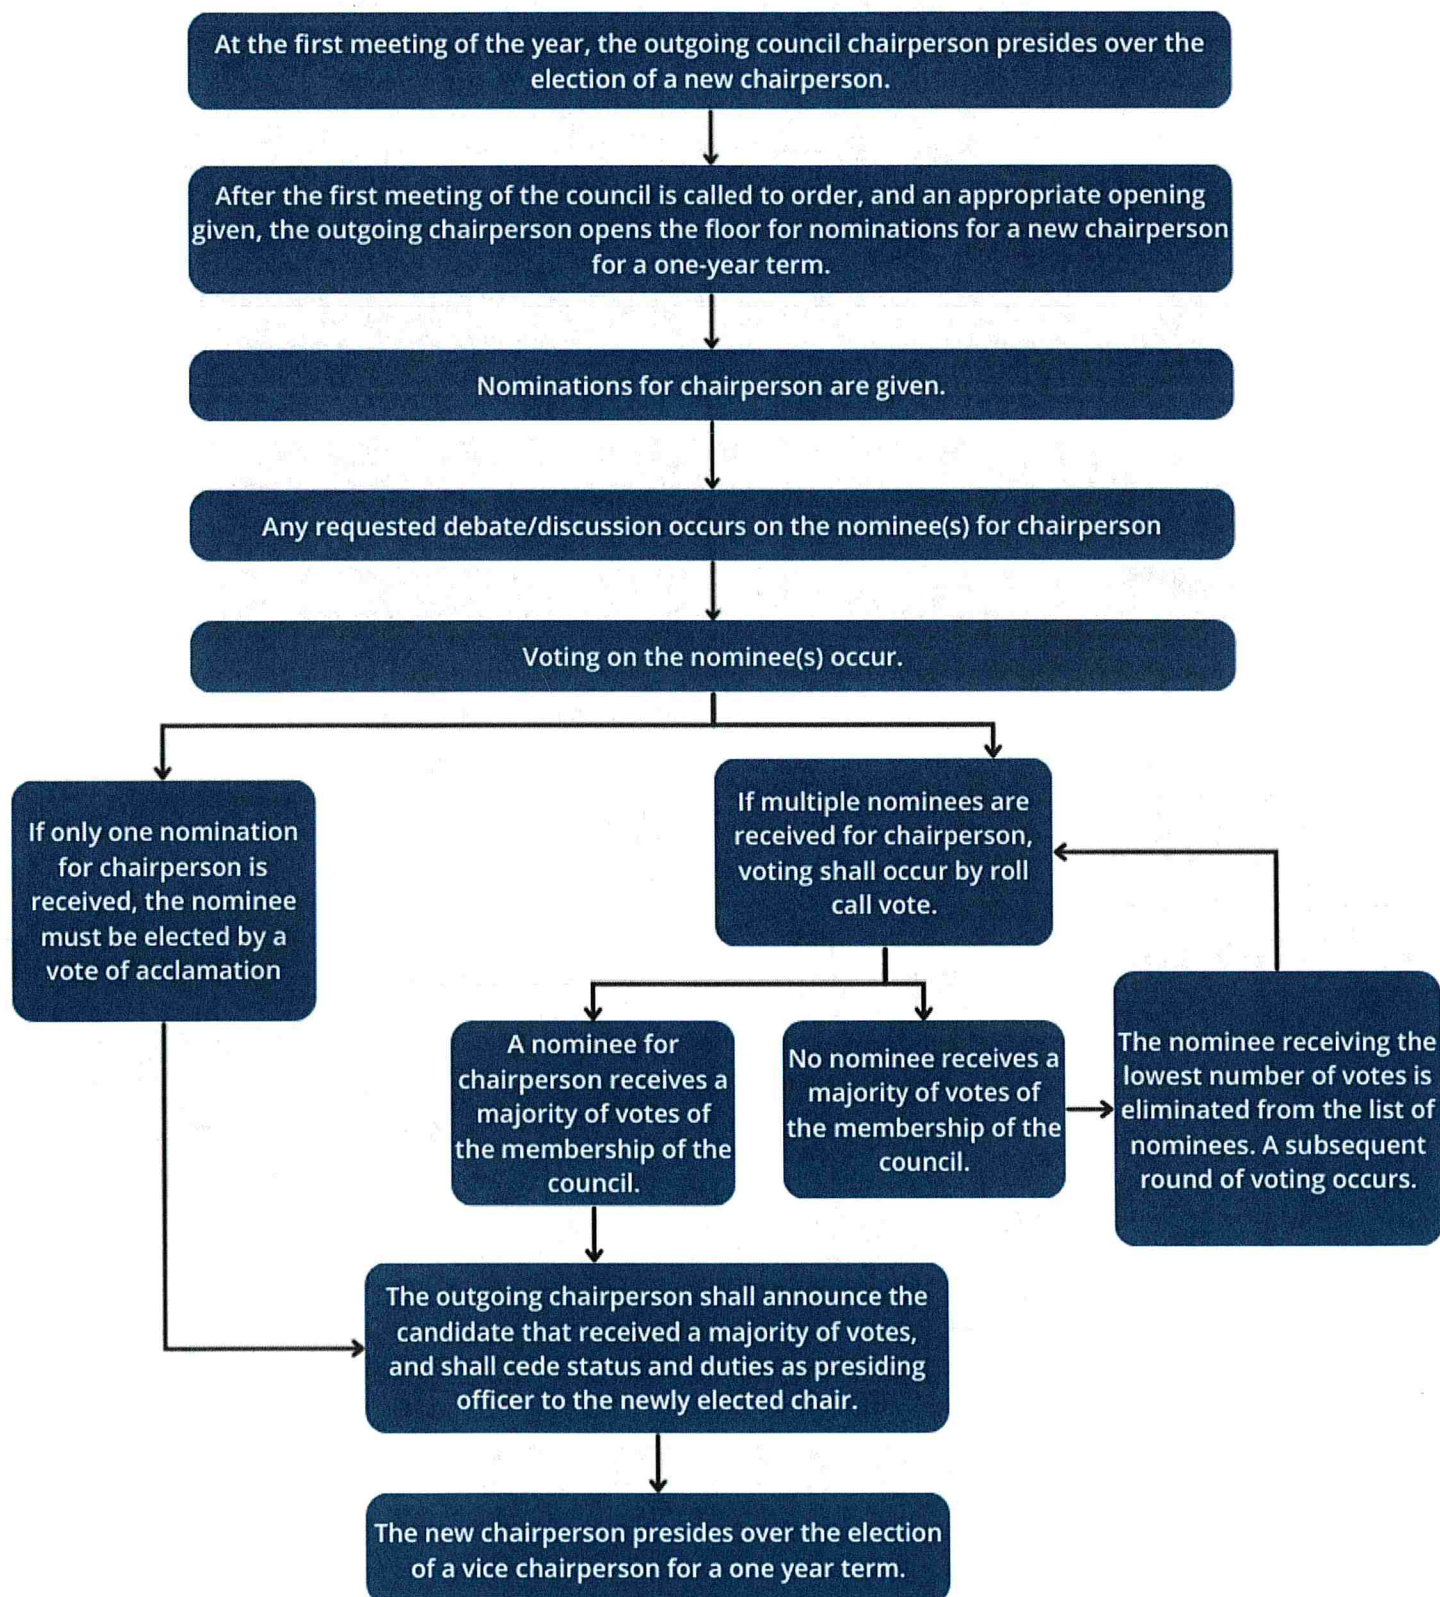 At the first meeting of the year, the outgoing council chairperson presides over the
election of a new chairperson.
After the first meeting of the council is called to order, and an appropriate opening
given, the outgoing chairperson opens the floor for nominations for a new chairperson
for a one-year term.
Nominations for chairperson are given.
Any requested debate/discussion occurs on the nominee(s) for chairperson
Voting on the nominee(s) occur.
If only one nomination
for chairperson is
received, the nominee
must be elected by a
vote of acclamation
If multiple nominees are
received for chairperson,
voting shall occur by roll
call vote.
A nominee for
chairperson receives a
majority of votes of
the membership of the
council.
No nominee receives a
majority of votes of
the membership of the
council.
The nominee receiving the
lowest number of votes is
eliminated from the list of
nominees. A subsequent
round of voting occurs.
The outgoing chairperson shall announce the
candidate that received a majority of votes,
and shall cede status and duties as presiding
officer to the newly elected chair.
The new chairperson presides over the election
of a vice chairperson for a one year term.